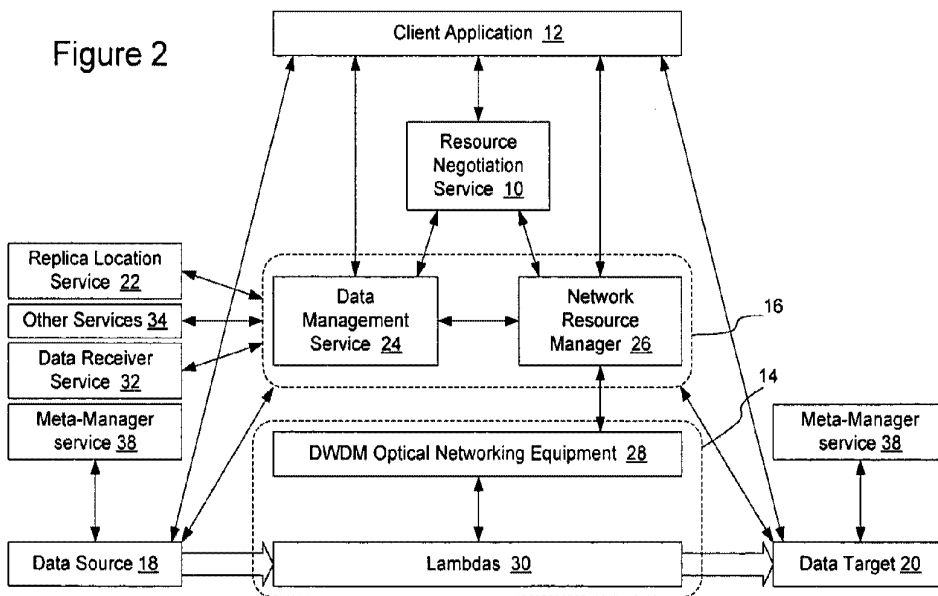 Figure 2
Client Application 12
Resource
Negotiation
Service 10
Replica Location
Service 22
Other Services 34
Data Receiver
Service 32
Meta-Manager
service 38
Data
Management
Service 24
Network
Resource
Manager 26
16
14
DWDM Optical Networking Equipment 28
Meta-Manager
service 38
Data Source 18
Lambdas 30
Data Target 20